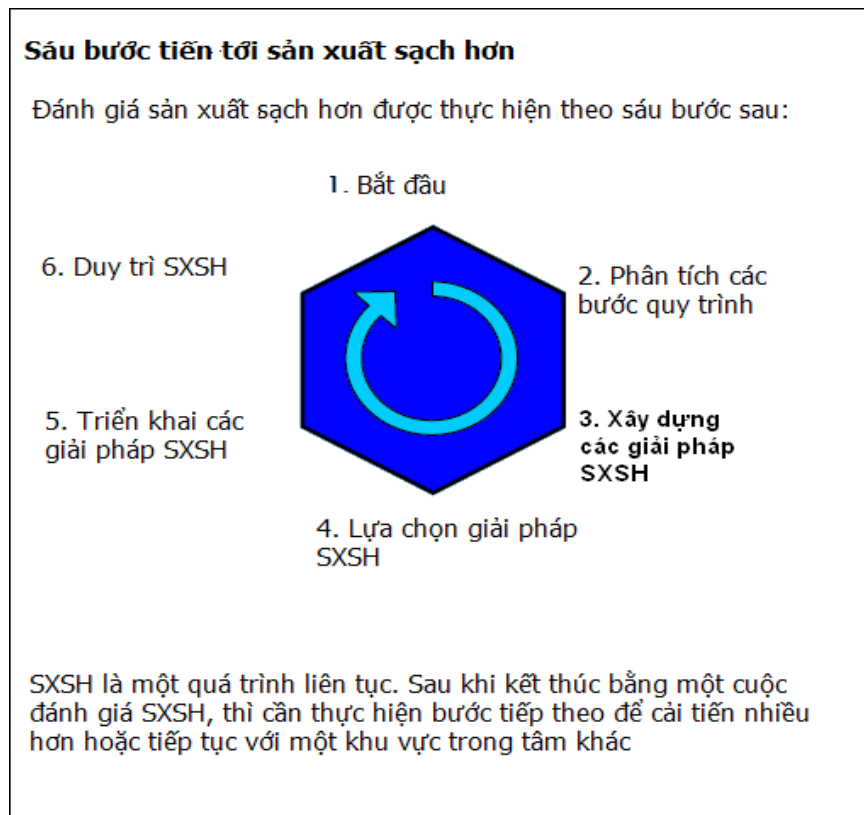 Sáu bước tiến tới sản xuất sạch hơn
Đánh giá sản xuất sạch hơn được thực hiện theo sáu bước sau:
1. Bắt đầu
6. Duy trì SXSH
2. Phân tích các
bước quy trình
5. Triển khai các
giải pháp SXSH
3. Xây dựng
các giải pháp
SXSH
4. Lựa chọn giải pháp
SXSH
SXSH là một quá trình liên tục. Sau khi kết thúc bằng một cuộc
đánh giá SXSH, thì cần thực hiện bước tiếp theo để cải tiến nhiều
hơn hoặc tiếp tục với một khu vực trong tâm khác